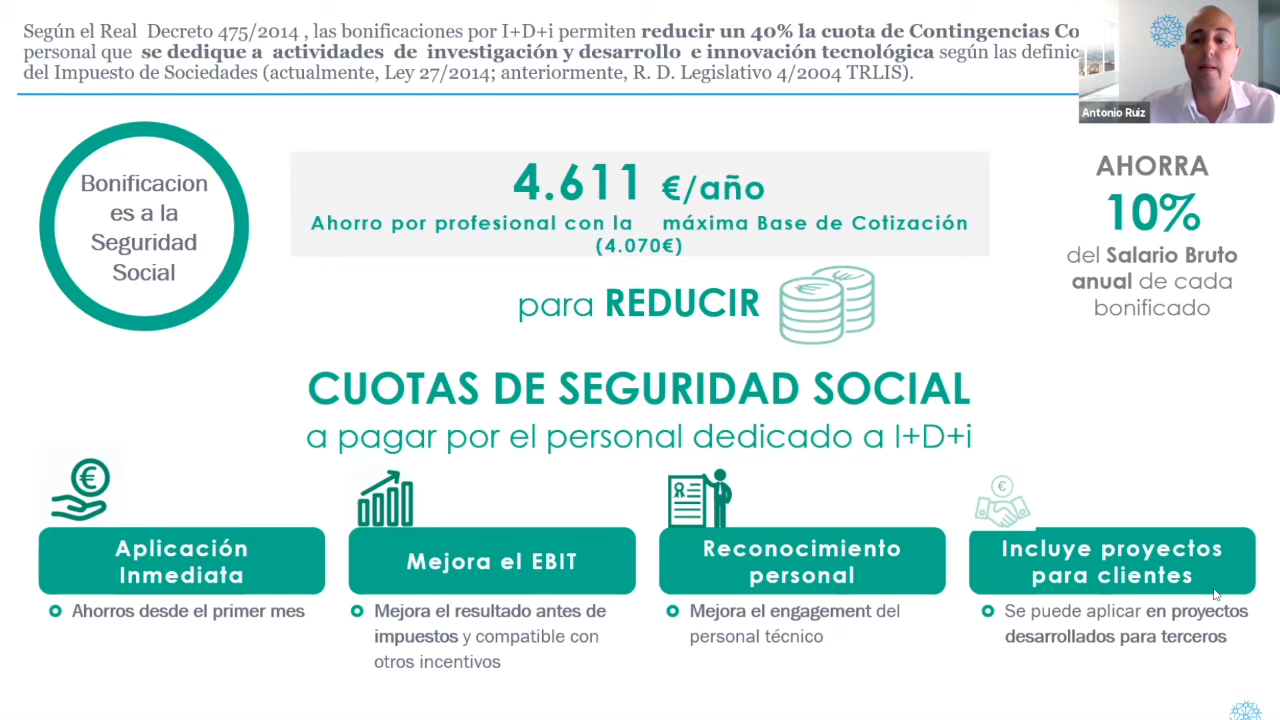 Según el Real Decreto 475/2014 , las bonificaciones por I+D+i permiten reducir un 40% la cuota de Contingencias Co
personal que se dedique a actividades de investigación y desarrollo e innovación tecnológica según las definic
del Impuesto de Sociedades (actualmente, Ley 27/2014; anteriormente, R. D. Legislativo 4/2004 TRLIS).
Antonio Ruiz
Bonificacion
es a la
Seguridad
Social
4.611 €/año
Ahorro por profesional con la máxima Base de Cotización
(4.070€)
AHORRA
10%
del Salario Bruto
anual de cada
bonificado
para REDUCIR
CUOTAS DE SEGURIDAD SOCIAL
a pagar por el personal dedicado a I+D+i
Aplicación
Inmediata
Ahorros desde el primer mes
Mejora el EBIT
Mejora el resultado antes de
impuestos y compatible con
otros incentivos
Reconocimiento
personal
Mejora el engagement del
personal técnico
Incluye proyectos
para clientes
Se puede aplicar en proyectos
desarrollados para terceros